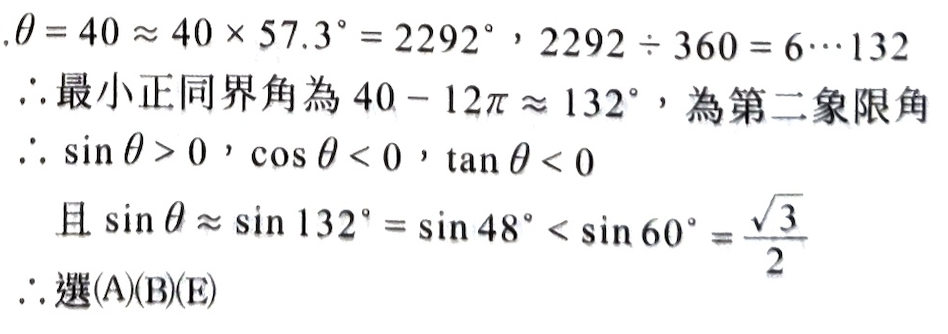 .θ = 40 ≈ 40 × 57.3° = 2292°，2292 ÷ 360 = 6⋯132
∴最小正同界角為 40 − 12π ≈ 132°，為第二象限角
∴ sin θ > 0，cos θ < 0，tan θ < 0
且 sin θ ≈ sin 132° = sin 48° < sin 60° = √3/2
∴選(A)(B)(E)